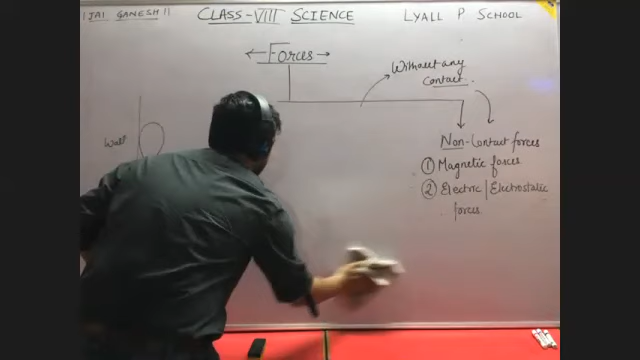 ||JAI GANESH||
CLASS-VIII SCIENCE
LYALL P SCHOOL
Forces
Without any
Contact.
Wall
Non-Contact forces
① Magnetic forces
② Electric|Electrostatic
forces.